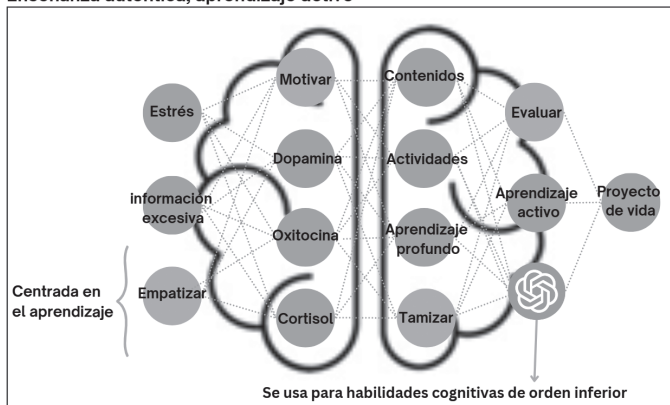 Enseñanza auténtica, aprendizaje activo
Estrés
información
excesiva
Empatizar
Centrada en
el aprendizaje
Motivar
Dopamina
Oxitocina
Cortisol
Contenidos
Actividades
Aprendizaje
profundo
Tamizar
Evaluar
Aprendizaje
activo
Proyecto
de vida
Se usa para habilidades cognitivas de orden inferior